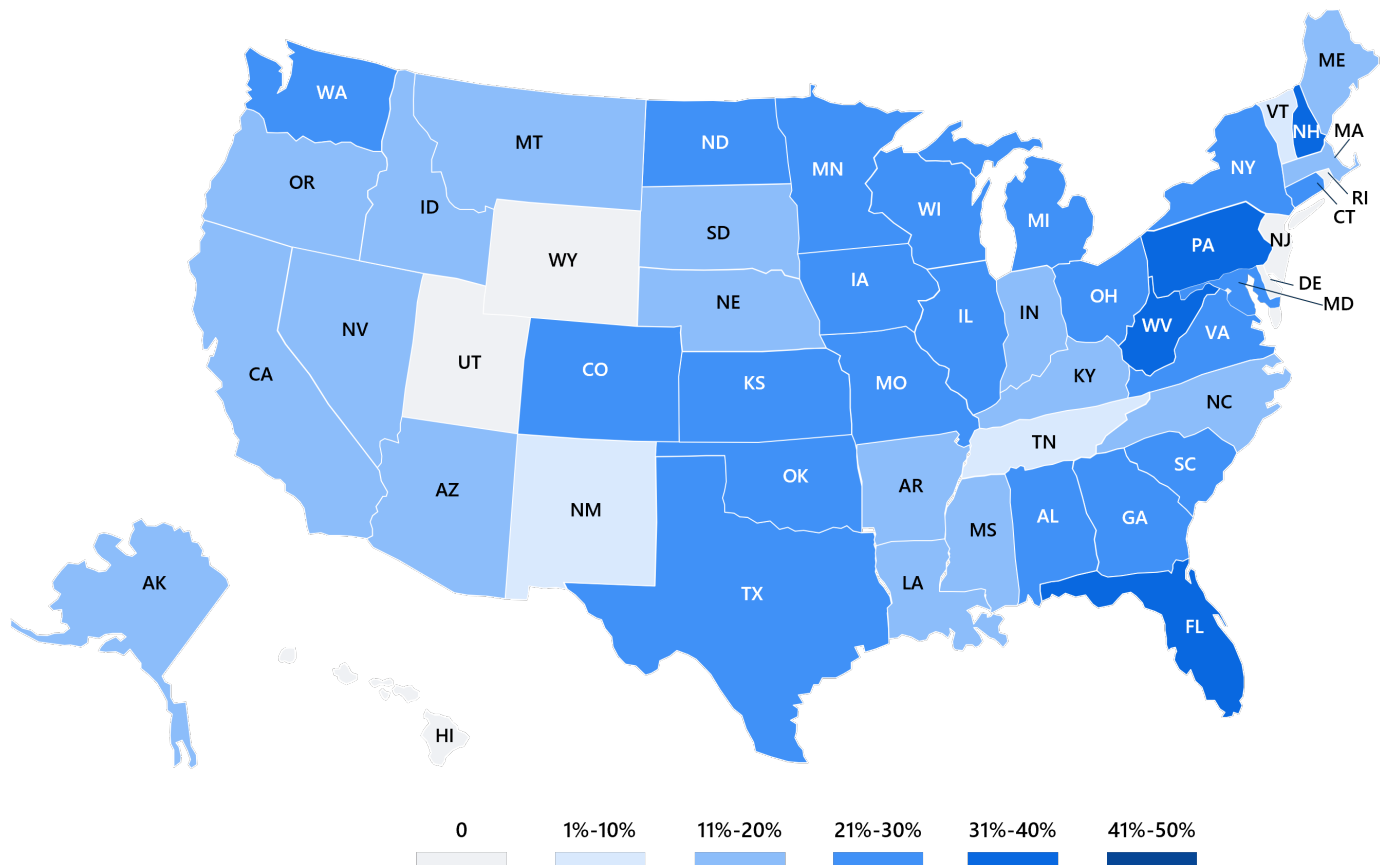 ME
WA
VT
NH
MA
MT
ND
MN
NY
OR
ID
WI
RI
CT
MI
SD
PA
NJ
WY
IA
DE
NE
OH
MD
IL
IN
NV
WV
VA
UT
CO
CA
KS
MO
KY
NC
TN
AZ
OK
AR
SC
NM
AL
GA
MS
AK
LA
TX
FL
HI
0 1%-10% 11%-20% 21%-30% 31%-40% 41%-50%